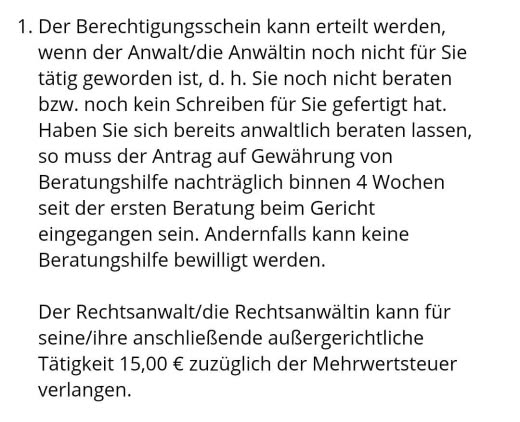 1. Der Berechtigungsschein kann erteilt werden,
wenn der Anwalt/die Anwältin noch nicht für Sie
tätig geworden ist, d. h. Sie noch nicht beraten
bzw. noch kein Schreiben für Sie gefertigt hat.
Haben Sie sich bereits anwaltlich beraten lassen,
so muss der Antrag auf Gewährung von
Beratungshilfe nachträglich binnen 4 Wochen
seit der ersten Beratung beim Gericht
eingegangen sein. Andernfalls kann keine
Beratungshilfe bewilligt werden.
Der Rechtsanwalt/die Rechtsanwältin kann für
seine/ihre anschließende außergerichtliche
Tätigkeit 15,00 € zuzüglich der Mehrwertsteuer
verlangen.